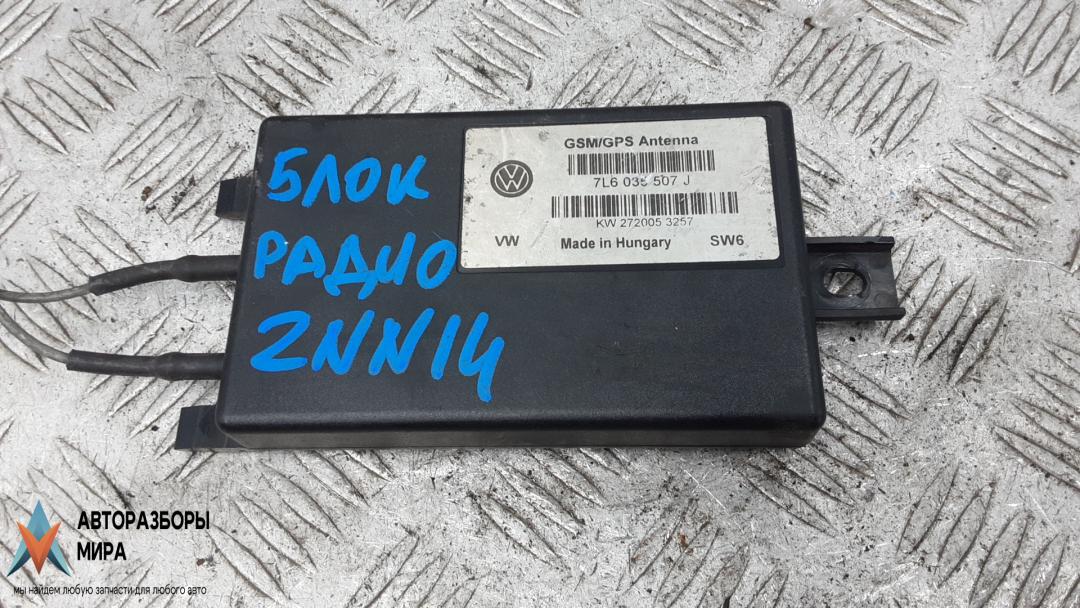 GSM/GPS Antenna
7L6 035 507 J
KW 272005 3257
VW Made in Hungary SW6
БЛОК
РАДИО
ZNN14
АВТОРАЗБОРЫ
МИРА
мы найдем любую запчасти для любого авто